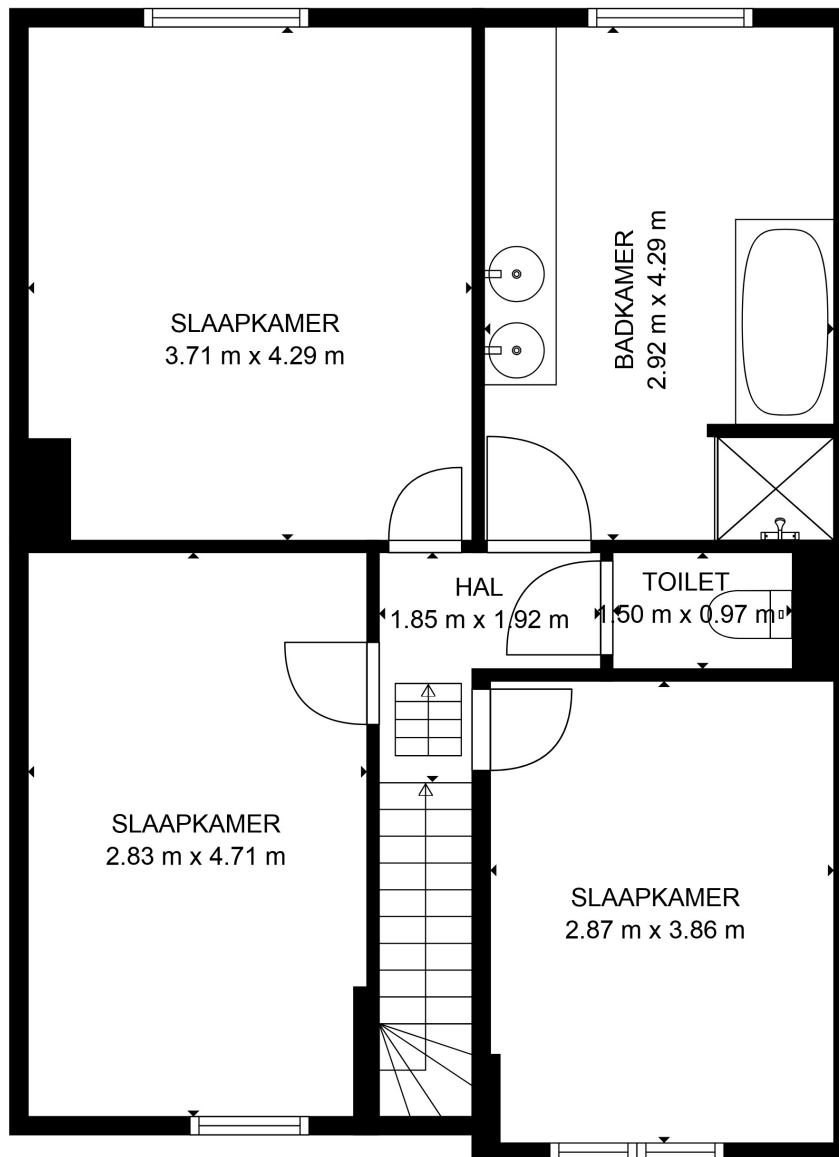 SLAAPKAMER
3.71 m x 4.29 m
BADKAMER
2.92 m x 4.29 m
HAL
1.85 m x 1.92 m
TOILET
1.50 m x 0.97 m
SLAAPKAMER
2.83 m x 4.71 m
SLAAPKAMER
2.87 m x 3.86 m